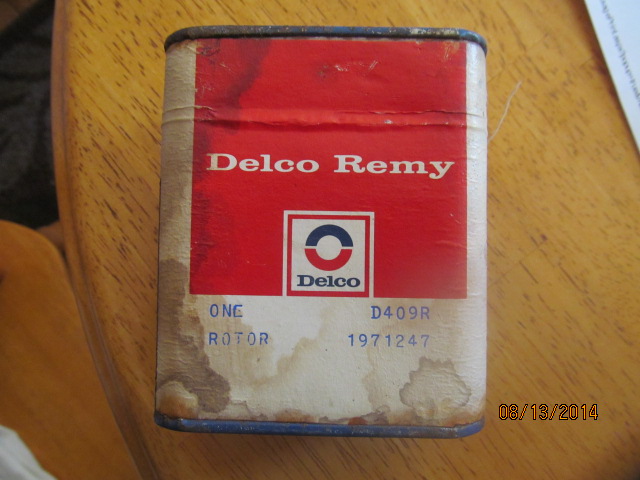 Delco Remy
Delco
ONE D409R
ROTOR 1971247
08/13/2014